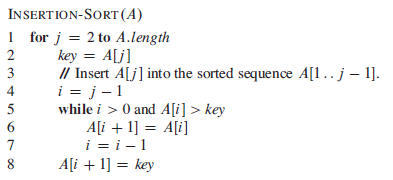 INSERTION-SORT(A)
1 for j = 2 to A.length
2 key = A[j]
3 // Insert A[j] into the sorted sequence A[1 . . j − 1].
4 i = j − 1
5 while i > 0 and A[i] > key
6 A[i + 1] = A[i]
7 i = i − 1
8 A[i + 1] = key